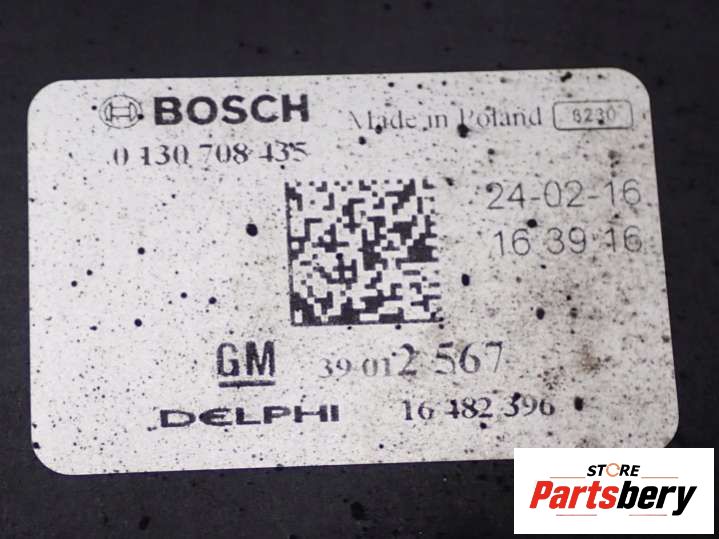 BOSCH Made in Poland 8230
0 130 708 435
24-02-16
16 39 16
GM 39 012 567
DELPHI 16 482 396
STORE
Partsbery